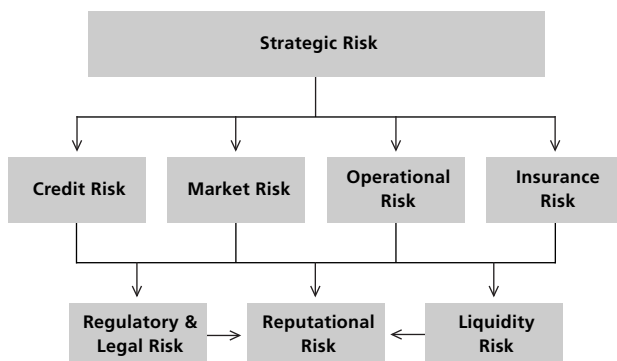 Strategic Risk
Credit Risk
Market Risk
Operational
Risk
Insurance
Risk
Regulatory &
Legal Risk
Reputational
Risk
Liquidity
Risk